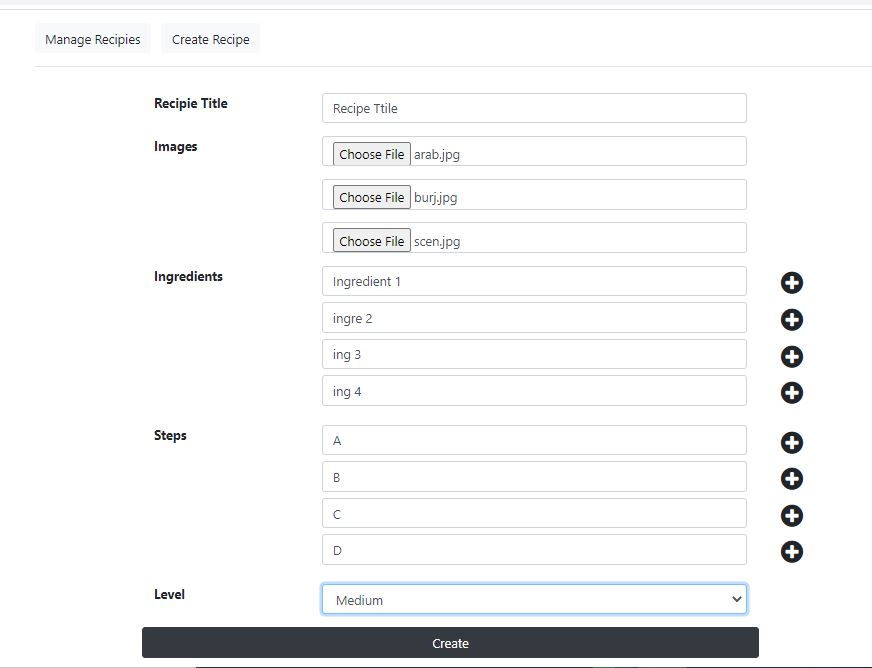 Manage Recipies Create Recipe
Recipie Title Recipe Ttile
Images Choose File arab.jpg
Choose File burj.jpg
Choose File scen.jpg
Ingredients Ingredient 1
ingre 2
ing 3
ing 4
Steps A
B
C
D
Level Medium
Create